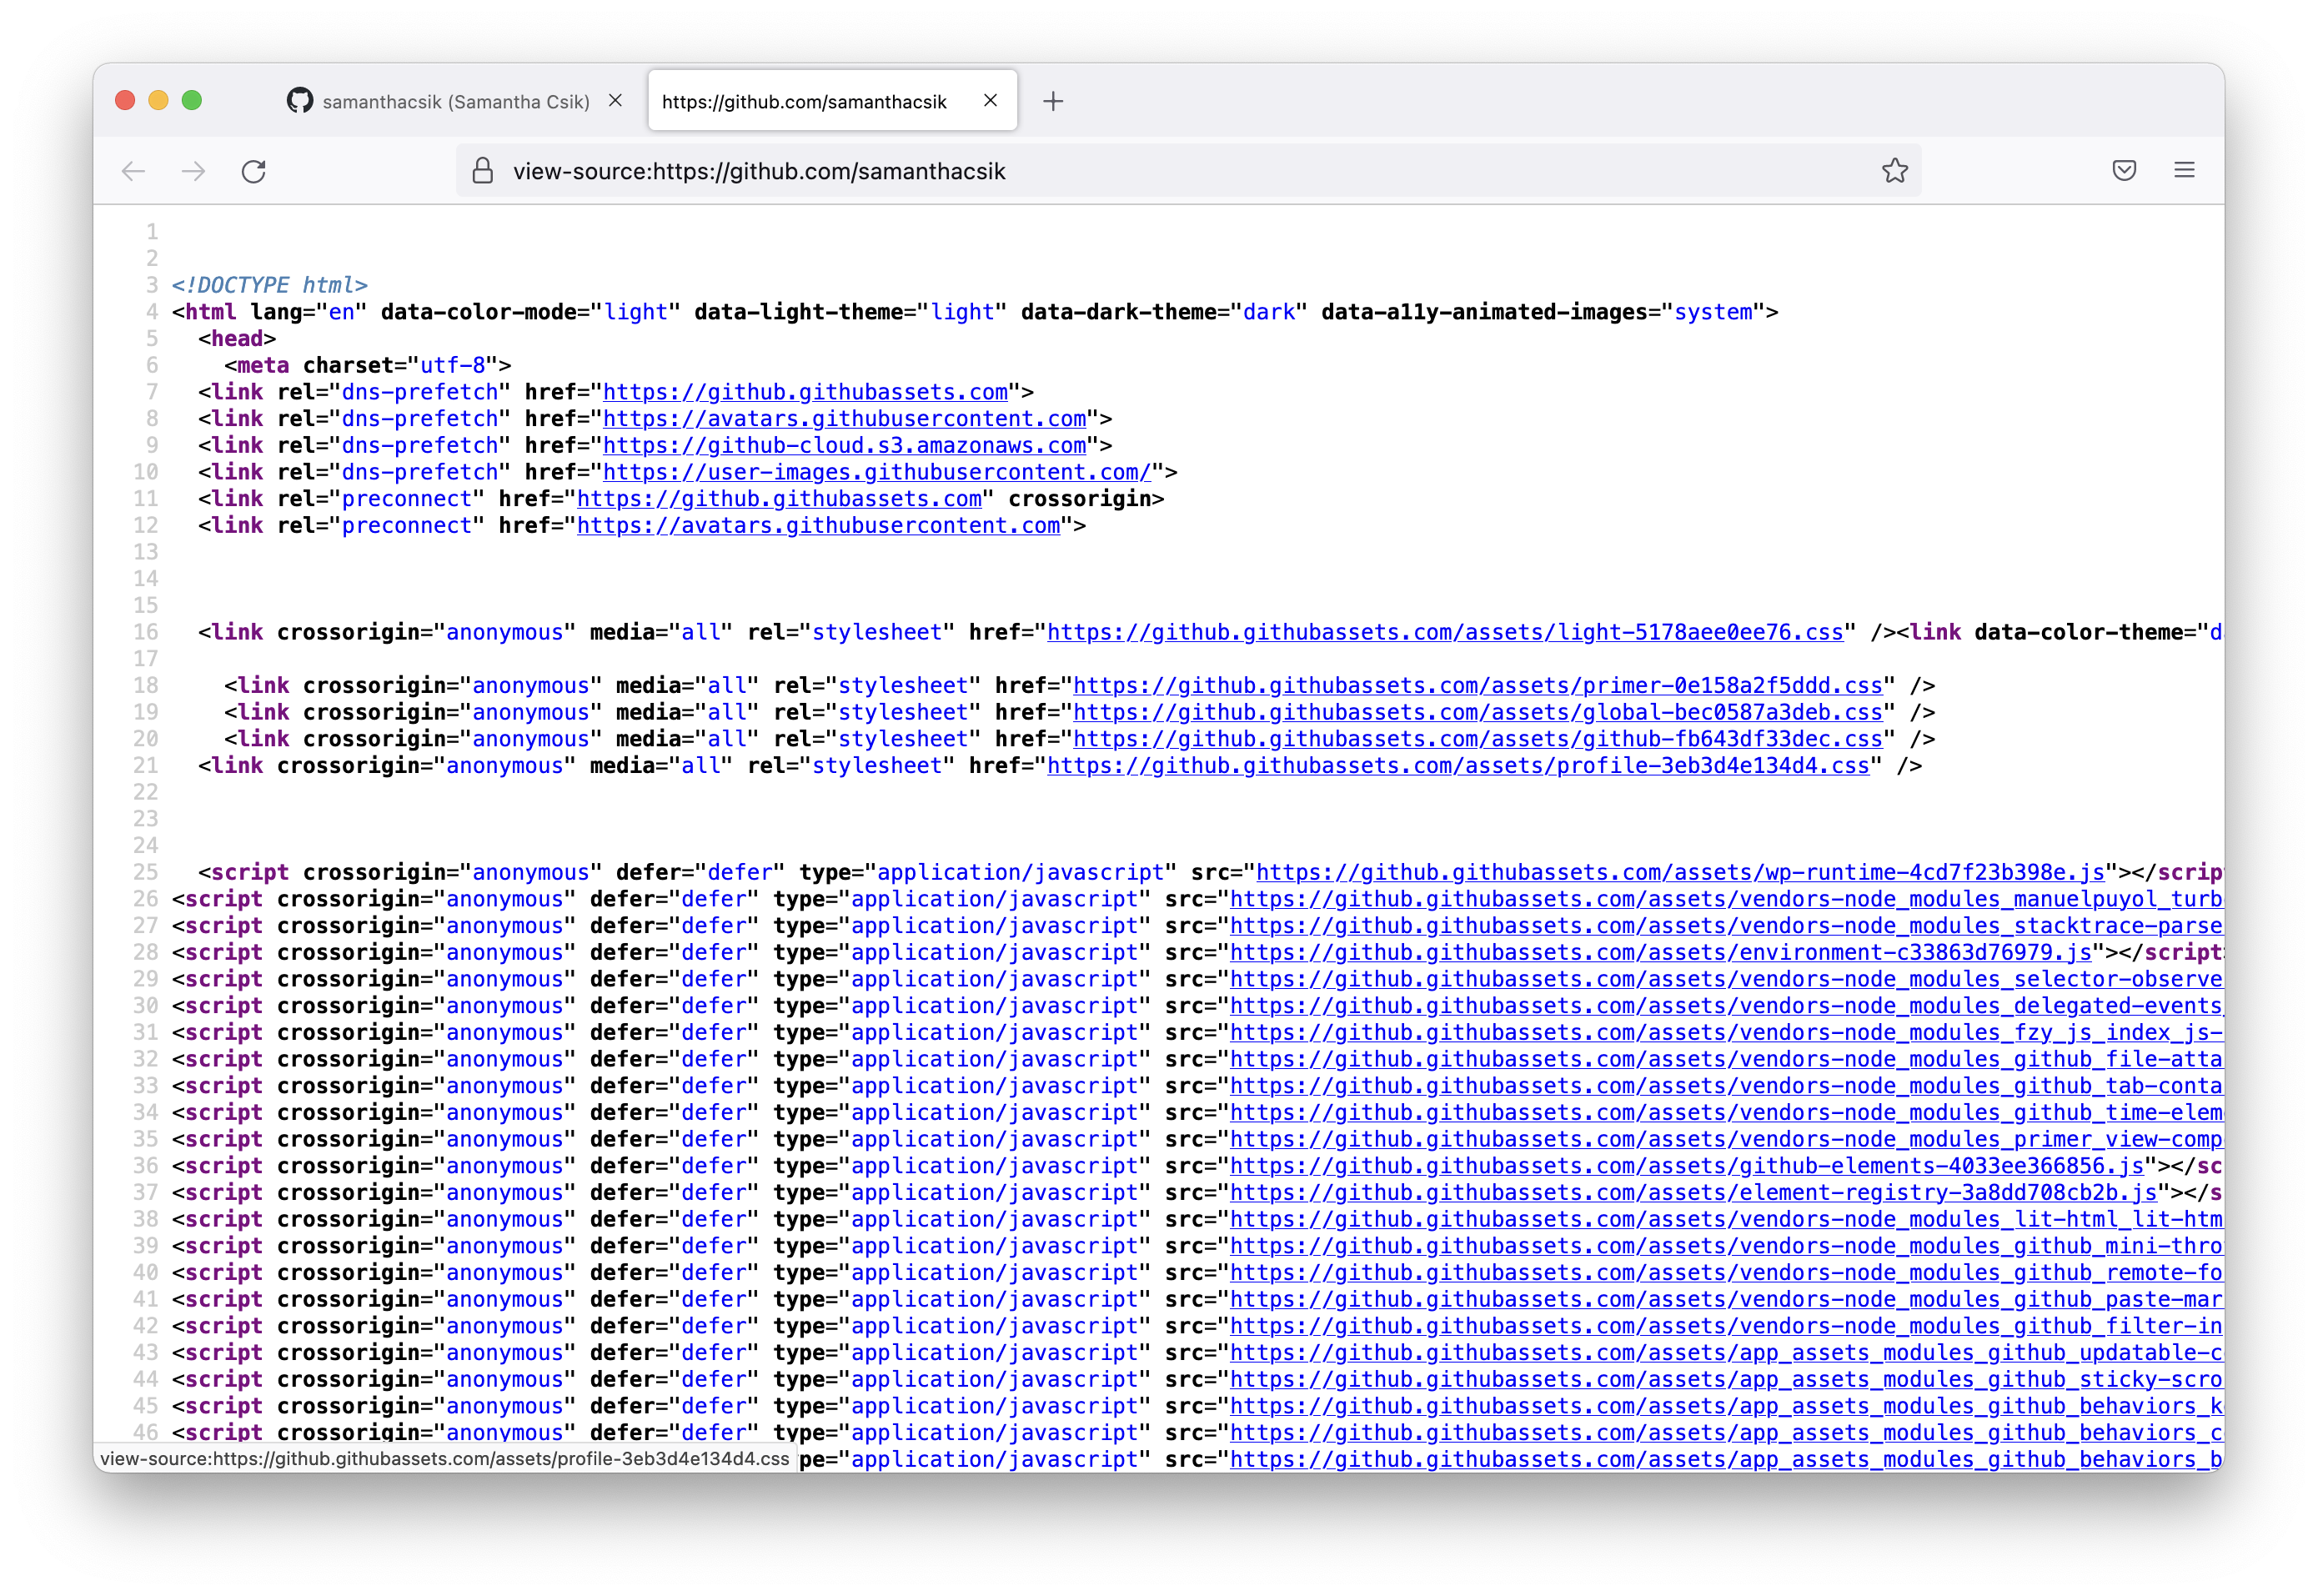 samanthacsik (Samantha Csik)
https://github.com/samanthacsik
view-source:https://github.com/samanthacsik
1
2
3 <!DOCTYPE html>
4 <html lang="en" data-color-mode="light" data-light-theme="light" data-dark-theme="dark" data-a11y-animated-images="system">
5 <head>
6 <meta charset="utf-8">
7 <link rel="dns-prefetch" href="https://github.githubassets.com">
8 <link rel="dns-prefetch" href="https://avatars.githubusercontent.com">
9 <link rel="dns-prefetch" href="https://github-cloud.s3.amazonaws.com">
10 <link rel="dns-prefetch" href="https://user-images.githubusercontent.com/">
11 <link rel="preconnect" href="https://github.githubassets.com" crossorigin>
12 <link rel="preconnect" href="https://avatars.githubusercontent.com">
13
14
15
16 <link crossorigin="anonymous" media="all" rel="stylesheet" href="https://github.githubassets.com/assets/light-5178aee0ee76.css" /><link data-color-theme="d
17
18 <link crossorigin="anonymous" media="all" rel="stylesheet" href="https://github.githubassets.com/assets/primer-0e158a2f5ddd.css" />
19 <link crossorigin="anonymous" media="all" rel="stylesheet" href="https://github.githubassets.com/assets/global-bec0587a3deb.css" />
20 <link crossorigin="anonymous" media="all" rel="stylesheet" href="https://github.githubassets.com/assets/github-fb643df33dec.css" />
21 <link crossorigin="anonymous" media="all" rel="stylesheet" href="https://github.githubassets.com/assets/profile-3eb3d4e134d4.css" />
22
23
24
25 <script crossorigin="anonymous" defer="defer" type="application/javascript" src="https://github.githubassets.com/assets/wp-runtime-4cd7f23b398e.js"></script
26 <script crossorigin="anonymous" defer="defer" type="application/javascript" src="https://github.githubassets.com/assets/vendors-node_modules_manuelpuyol_turb
27 <script crossorigin="anonymous" defer="defer" type="application/javascript" src="https://github.githubassets.com/assets/vendors-node_modules_stacktrace-parse
28 <script crossorigin="anonymous" defer="defer" type="application/javascript" src="https://github.githubassets.com/assets/environment-c33863d76979.js"></script>
29 <script crossorigin="anonymous" defer="defer" type="application/javascript" src="https://github.githubassets.com/assets/vendors-node_modules_selector-observe
30 <script crossorigin="anonymous" defer="defer" type="application/javascript" src="https://github.githubassets.com/assets/vendors-node_modules_delegated-events_
31 <script crossorigin="anonymous" defer="defer" type="application/javascript" src="https://github.githubassets.com/assets/vendors-node_modules_fzy_js_index_js-
32 <script crossorigin="anonymous" defer="defer" type="application/javascript" src="https://github.githubassets.com/assets/vendors-node_modules_github_file-atta
33 <script crossorigin="anonymous" defer="defer" type="application/javascript" src="https://github.githubassets.com/assets/vendors-node_modules_github_tab-conta
34 <script crossorigin="anonymous" defer="defer" type="application/javascript" src="https://github.githubassets.com/assets/vendors-node_modules_github_time-elem
35 <script crossorigin="anonymous" defer="defer" type="application/javascript" src="https://github.githubassets.com/assets/vendors-node_modules_primer_view-comp
36 <script crossorigin="anonymous" defer="defer" type="application/javascript" src="https://github.githubassets.com/assets/github-elements-4033ee366856.js"></sc
37 <script crossorigin="anonymous" defer="defer" type="application/javascript" src="https://github.githubassets.com/assets/element-registry-3a8dd708cb2b.js"></s
38 <script crossorigin="anonymous" defer="defer" type="application/javascript" src="https://github.githubassets.com/assets/vendors-node_modules_lit-html_lit-htm
39 <script crossorigin="anonymous" defer="defer" type="application/javascript" src="https://github.githubassets.com/assets/vendors-node_modules_github_mini-thro
40 <script crossorigin="anonymous" defer="defer" type="application/javascript" src="https://github.githubassets.com/assets/vendors-node_modules_github_remote-fo
41 <script crossorigin="anonymous" defer="defer" type="application/javascript" src="https://github.githubassets.com/assets/vendors-node_modules_github_paste-mar
42 <script crossorigin="anonymous" defer="defer" type="application/javascript" src="https://github.githubassets.com/assets/vendors-node_modules_github_filter-in
43 <script crossorigin="anonymous" defer="defer" type="application/javascript" src="https://github.githubassets.com/assets/app_assets_modules_github_updatable-c
44 <script crossorigin="anonymous" defer="defer" type="application/javascript" src="https://github.githubassets.com/assets/app_assets_modules_github_sticky-scro
45 <script crossorigin="anonymous" defer="defer" type="application/javascript" src="https://github.githubassets.com/assets/app_assets_modules_github_behaviors_k
46 <script crossorigin="anonymous" defer="defer" type="application/javascript" src="https://github.githubassets.com/assets/app_assets_modules_github_behaviors_c
view-source:https://github.githubassets.com/assets/profile-3eb3d4e134d4.css pe="application/javascript" src="https://github.githubassets.com/assets/app_assets_modules_github_behaviors_b